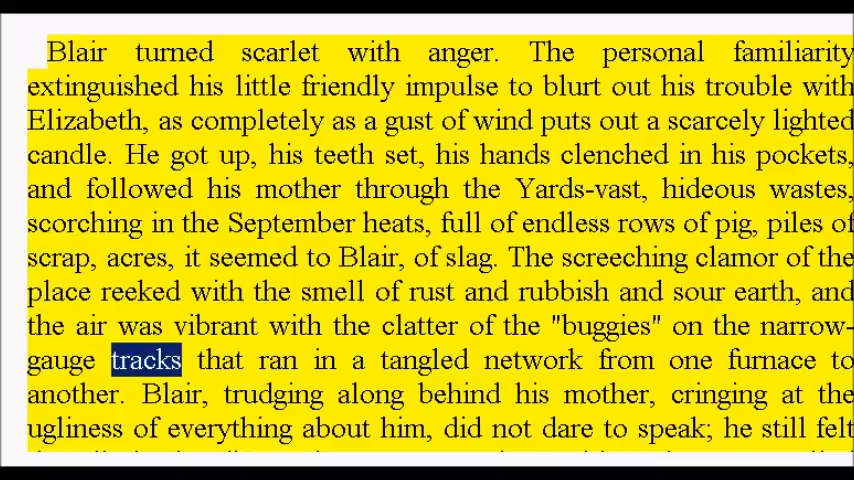 Blair turned scarlet with anger. The personal familiarity
extinguished his little friendly impulse to blurt out his trouble with
Elizabeth, as completely as a gust of wind puts out a scarcely lighted
candle. He got up, his teeth set, his hands clenched in his pockets,
and followed his mother through the Yards-vast, hideous wastes,
scorching in the September heats, full of endless rows of pig, piles of
scrap, acres, it seemed to Blair, of slag. The screeching clamor of the
place reeked with the smell of rust and rubbish and sour earth, and
the air was vibrant with the clatter of the "buggies" on the narrow-
gauge tracks that ran in a tangled network from one furnace to
another. Blair, trudging along behind his mother, cringing at the
ugliness of everything about him, did not dare to speak; he still felt